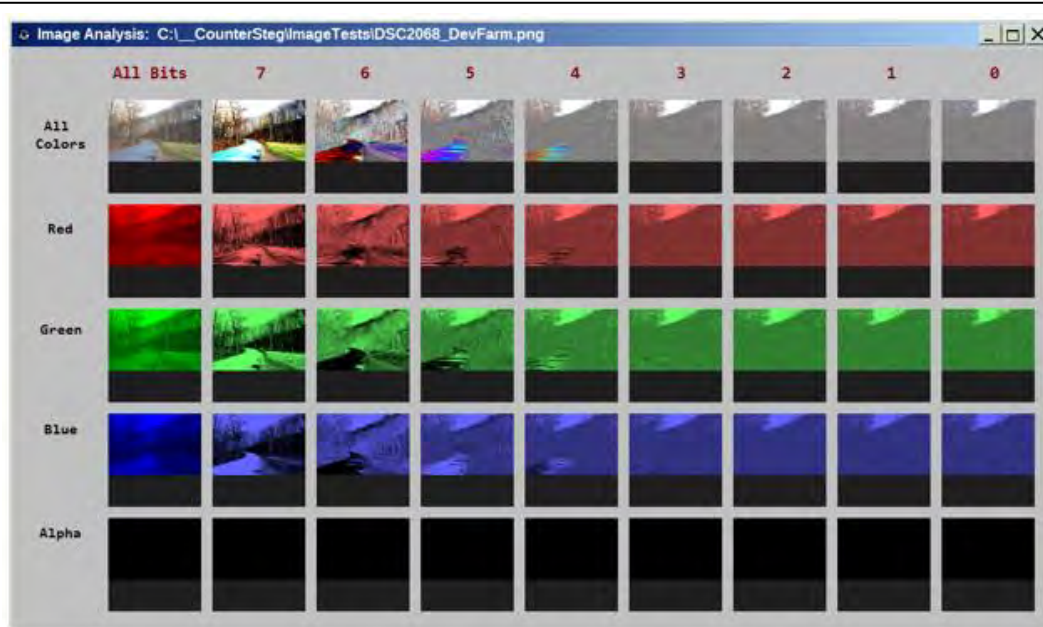 Image Analysis: C:\__CounterSteg\ImageTests\DSC2068_DevFarm.png
All Bits 7 6 5 4 3 2 1 0
All
Colors
Red
Green
Blue
Alpha